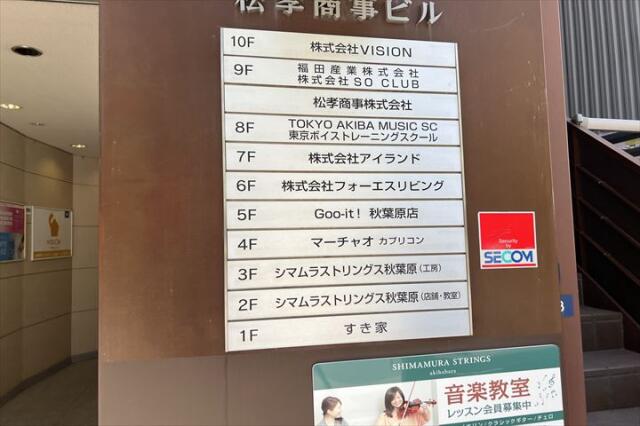 松孝商事ビル
10F 株式会社VISION
9F 福田産業株式会社
株式会社 SO CLUB
松孝商事株式会社
8F TOKYO AKIBA MUSIC SC
東京ボイストレーニングスクール
7F 株式会社アイランド
6F 株式会社フォーエスリビング
5F Goo-it! 秋葉原店
4F マーチャオ カプリコン
3F シマムラストリングス秋葉原(工房)
2F シマムラストリングス秋葉原(店舗・教室)
1F すき家
Security by
SECOM
VISION
SHIMAMURA STRINGS
akihabara
音楽教室
レッスン会員募集中